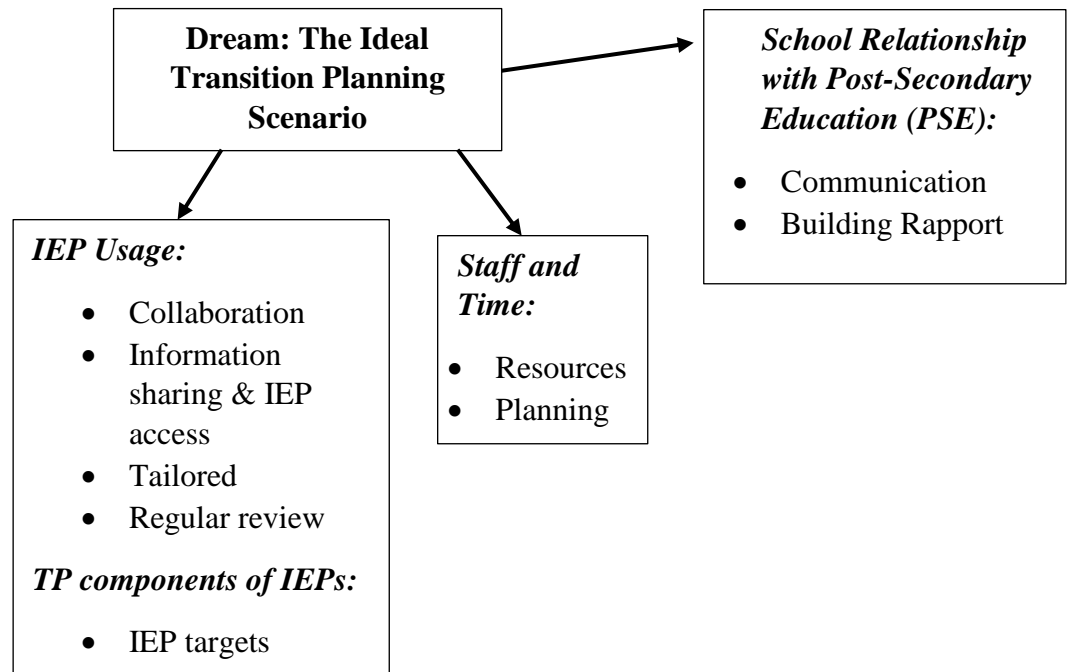 Dream: The Ideal
Transition Planning
Scenario
School Relationship
with Post-Secondary
Education (PSE):
• Communication
• Building Rapport
IEP Usage:
• Collaboration
• Information
sharing & IEP
access
• Tailored
• Regular review
TP components of IEPs:
• IEP targets
Staff and
Time:
• Resources
• Planning